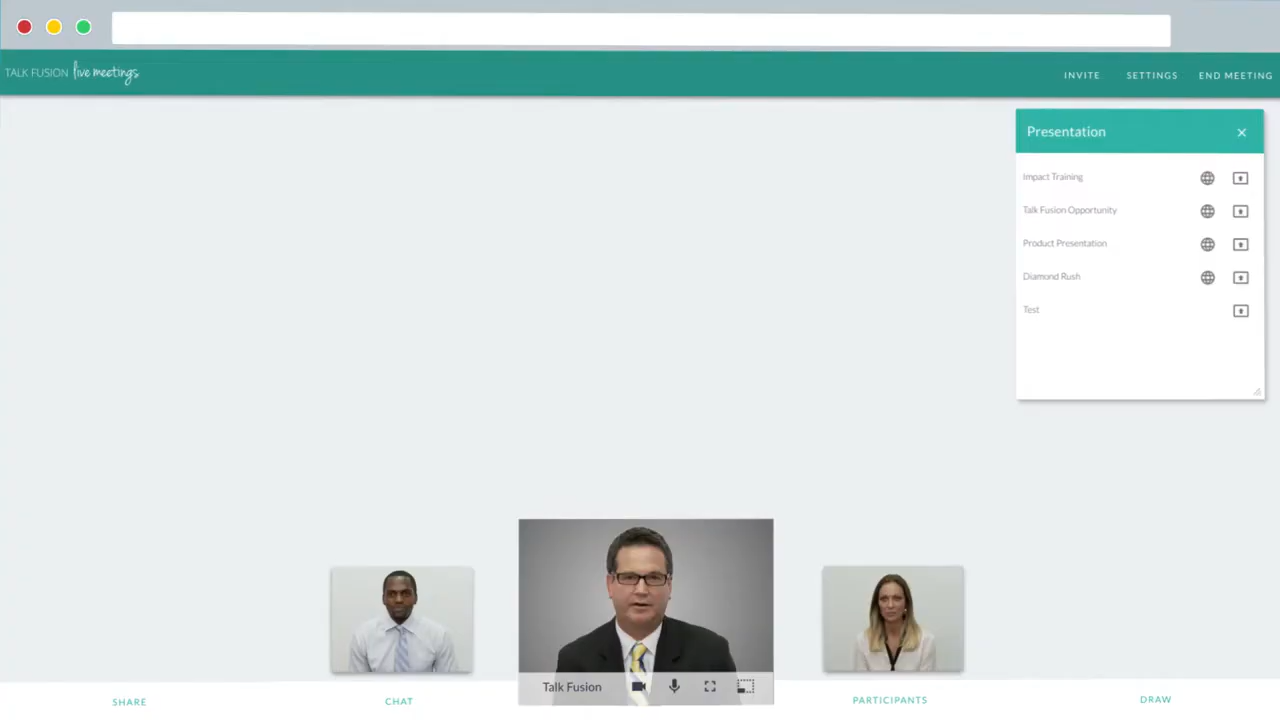 TALK FUSION live meetings
INVITE SETTINGS END MEETING
Presentation
Impact Training
Talk Fusion Opportunity
Product Presentation
Diamond Rush
Test
Talk Fusion
SHARE CHAT PARTICIPANTS DRAW